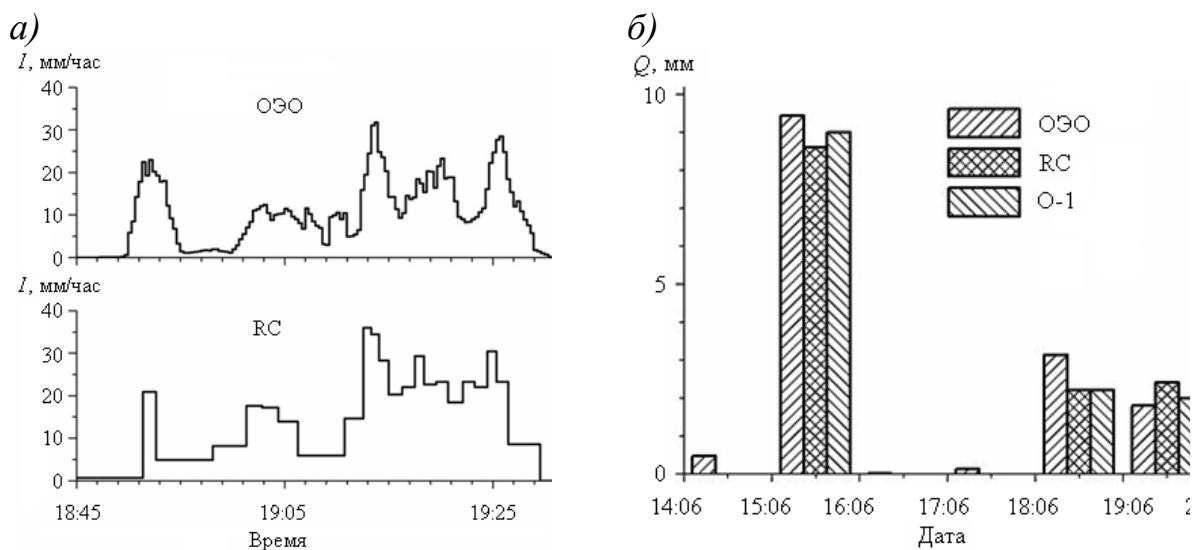 а)
I, мм/час
40
ОЭО
30
20
10
0
I, мм/час
40
RC
30
20
10
0
18:45 19:05 19:25
Время
б)
Q, мм
10
ОЭО
RC
О-1
5
0
14:06 15:06 16:06 17:06 18:06 19:06 2
Дата